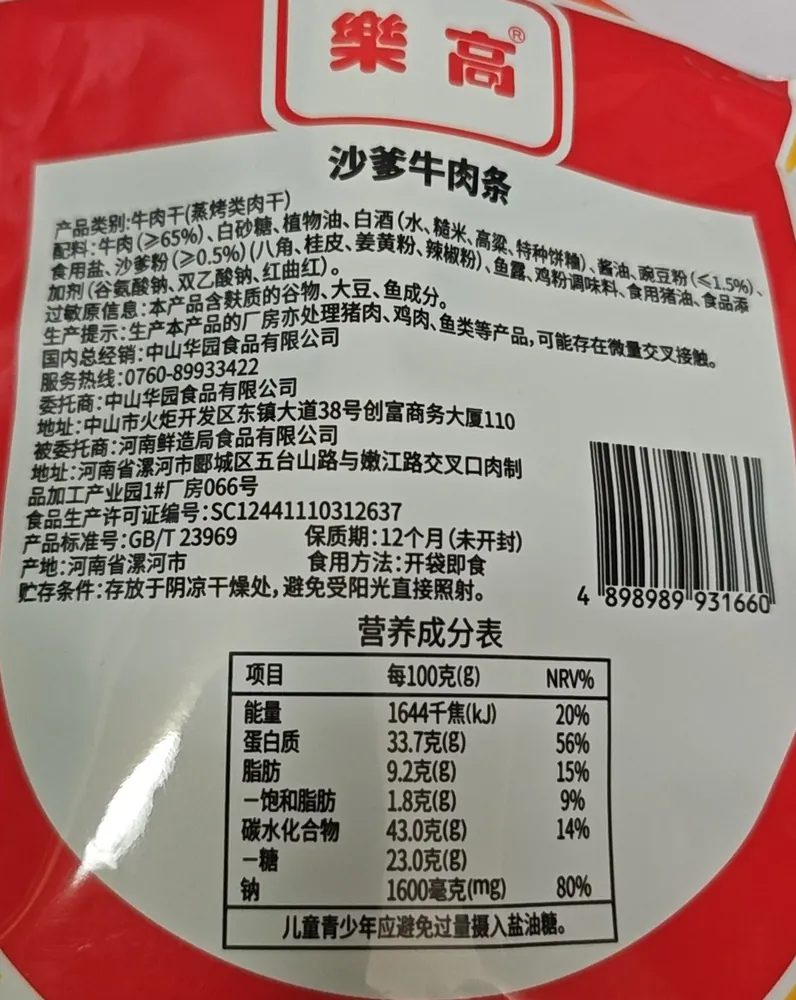 樂高®
沙爹牛肉条
产品类别:牛肉干(蒸烤类肉干)
配料:牛肉(≥65%)、白砂糖、植物油、白酒(水、糯米、高粱、特种饼糖)、酱油、豌豆粉(≤1.5%)、
食用盐、沙爹粉(≥0.5%)(八角、桂皮、姜黄粉、辣椒粉)、鱼露、鸡粉调味料、食用猪油、食品添
加剂(谷氨酸钠、双乙酸钠、红曲红)。
过敏原信息:本产品含麸质的谷物、大豆、鱼成分。
生产提示:生产本产品的厂房亦处理猪肉、鸡肉、鱼类等产品,可能存在微量交叉接触。
国内总经销:中山华园食品有限公司
服务热线:0760-89933422
委托商:中山华园食品有限公司
地址:中山市火炬开发区东镇大道38号创富商务大厦110
被委托商:河南鲜造局食品有限公司
地址:河南省漯河市郾城区五台山路与嫩江路交叉口肉制
品加工产业园1#厂房066号
食品生产许可证编号:SC12441110312637
产品标准号:GB/T 23969 保质期:12个月(未开封)
产地:河南省漯河市 食用方法:开袋即食
贮存条件:存放于阴凉干燥处,避免受阳光直接照射。
4 898989 931660
营养成分表
项目 每100克(g) NRV%
能量 1644千焦(kJ) 20%
蛋白质 33.7克(g) 56%
脂肪 9.2克(g) 15%
—饱和脂肪 1.8克(g) 9%
碳水化合物 43.0克(g) 14%
—糖 23.0克(g)
钠 1600毫克(mg) 80%
儿童青少年应避免过量摄入盐油糖。